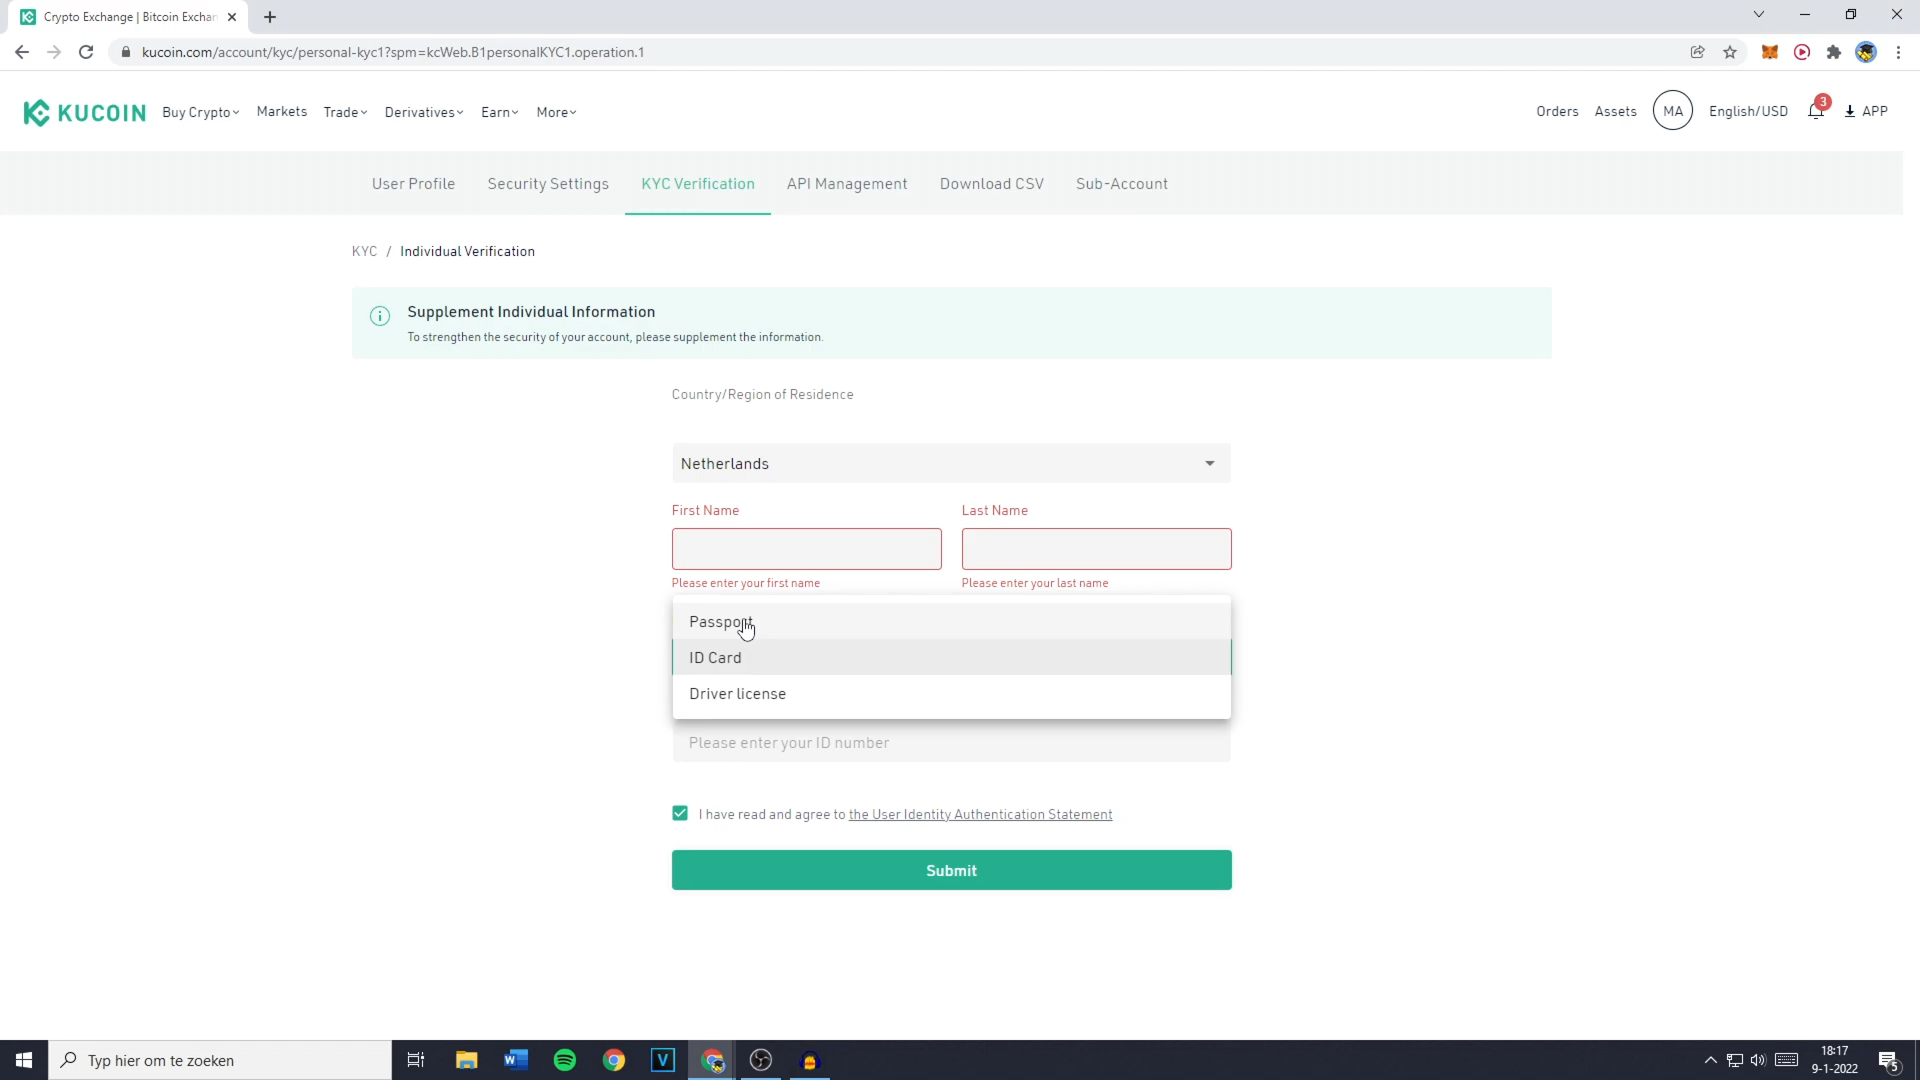 Crypto Exchange | Bitcoin Exchan
kucoin.com/account/kyc/personal-kyc1?spm=kcWeb.B1personalKYC1.operation.1
KUCOIN Buy Crypto Markets Trade Derivatives Earn More
Orders Assets MA English/USD 3 APP
User Profile Security Settings KYC Verification API Management Download CSV Sub-Account
KYC / Individual Verification
Supplement Individual Information
To strengthen the security of your account, please supplement the information.
Country/Region of Residence
Netherlands
First Name Last Name
Please enter your first name Please enter your last name
Passport
ID Card
Driver license
Please enter your ID number
I have read and agree to the User Identity Authentication Statement
Submit
Typ hier om te zoeken
18:17
9-1-2022
5